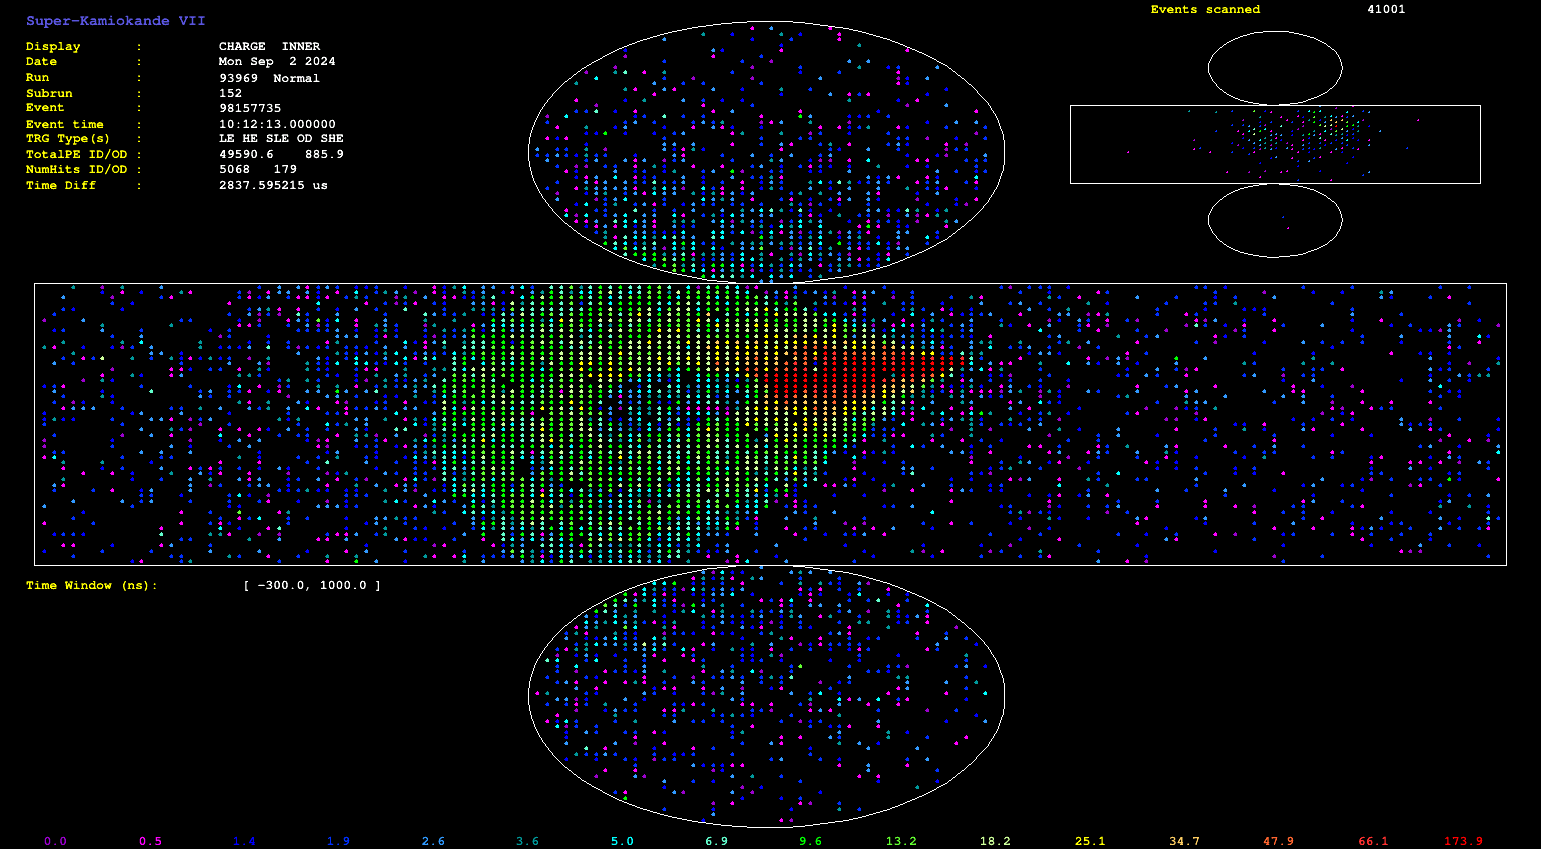 Super-Kamiokande VII
Events scanned 41001
Display : CHARGE INNER
Date : Mon Sep 2 2024
Run : 93969 Normal
Subrun : 152
Event : 98157735
Event time : 10:12:13.000000
TRG Type(s) : LE HE SLE OD SHE
TotalPE ID/OD : 49590.6 885.9
NumHits ID/OD : 5068 179
Time Diff : 2837.595215 us
Time Window (ns): [ -300.0, 1000.0 ]
0.0 0.5 1.4 1.9 2.6 3.6 5.0 6.9 9.6 13.2 18.2 25.1 34.7 47.9 66.1 173.9